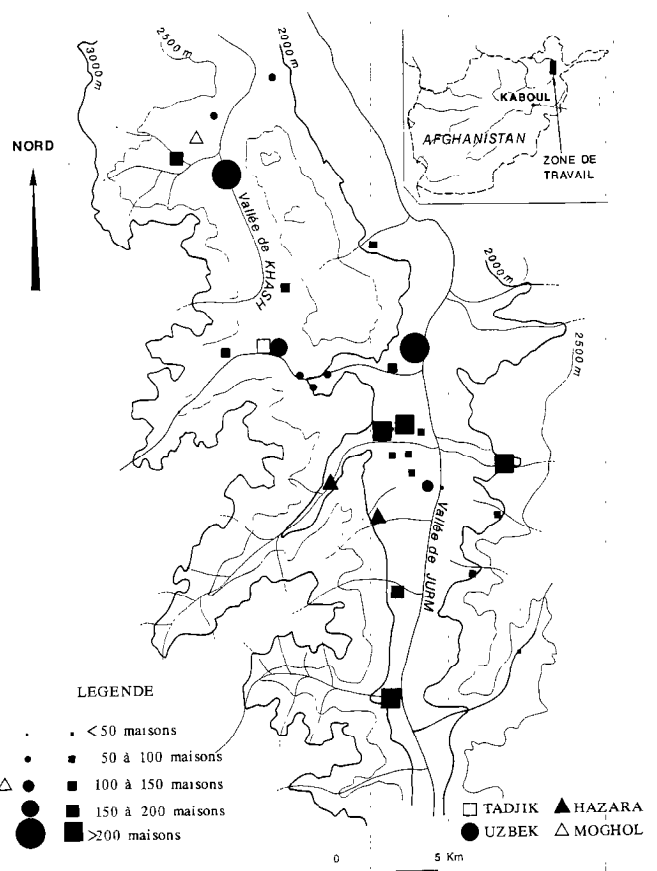 3000 m
2500 m
2000 m
NORD
KABOUL
AFGHANISTAN
ZONE DE
TRAVAIL
Vallée de KHASH
2000 m
2500 m
Vallée de JURM
LEGENDE
<50 maisons
50 à 100 maisons
100 à 150 maisons
150 à 200 maisons
>200 maisons
TADJIK
HAZARA
UZBEK
MOGHOL
0 5 Km